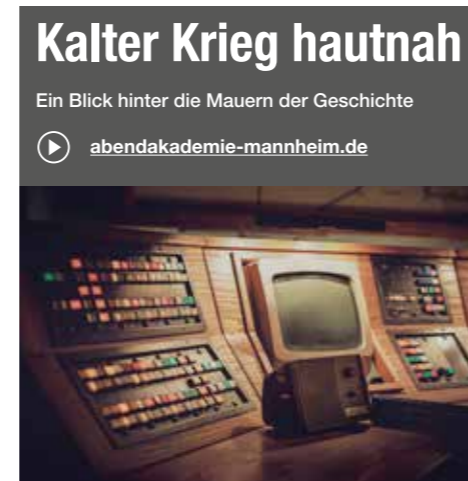 Kalter Krieg hautnah
Ein Blick hinter die Mauern der Geschichte
abendakademie-mannheim.de